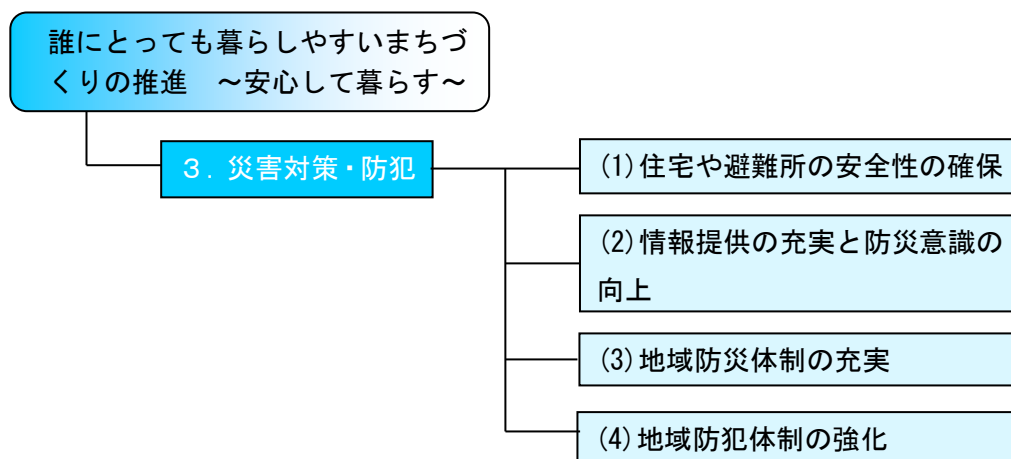 誰にとっても暮らしやすいまちづ
くりの推進　～安心して暮らす～
３．災害対策・防犯
(1)住宅や避難所の安全性の確保
(2)情報提供の充実と防災意識の
向上
(3)地域防災体制の充実
(4)地域防犯体制の強化